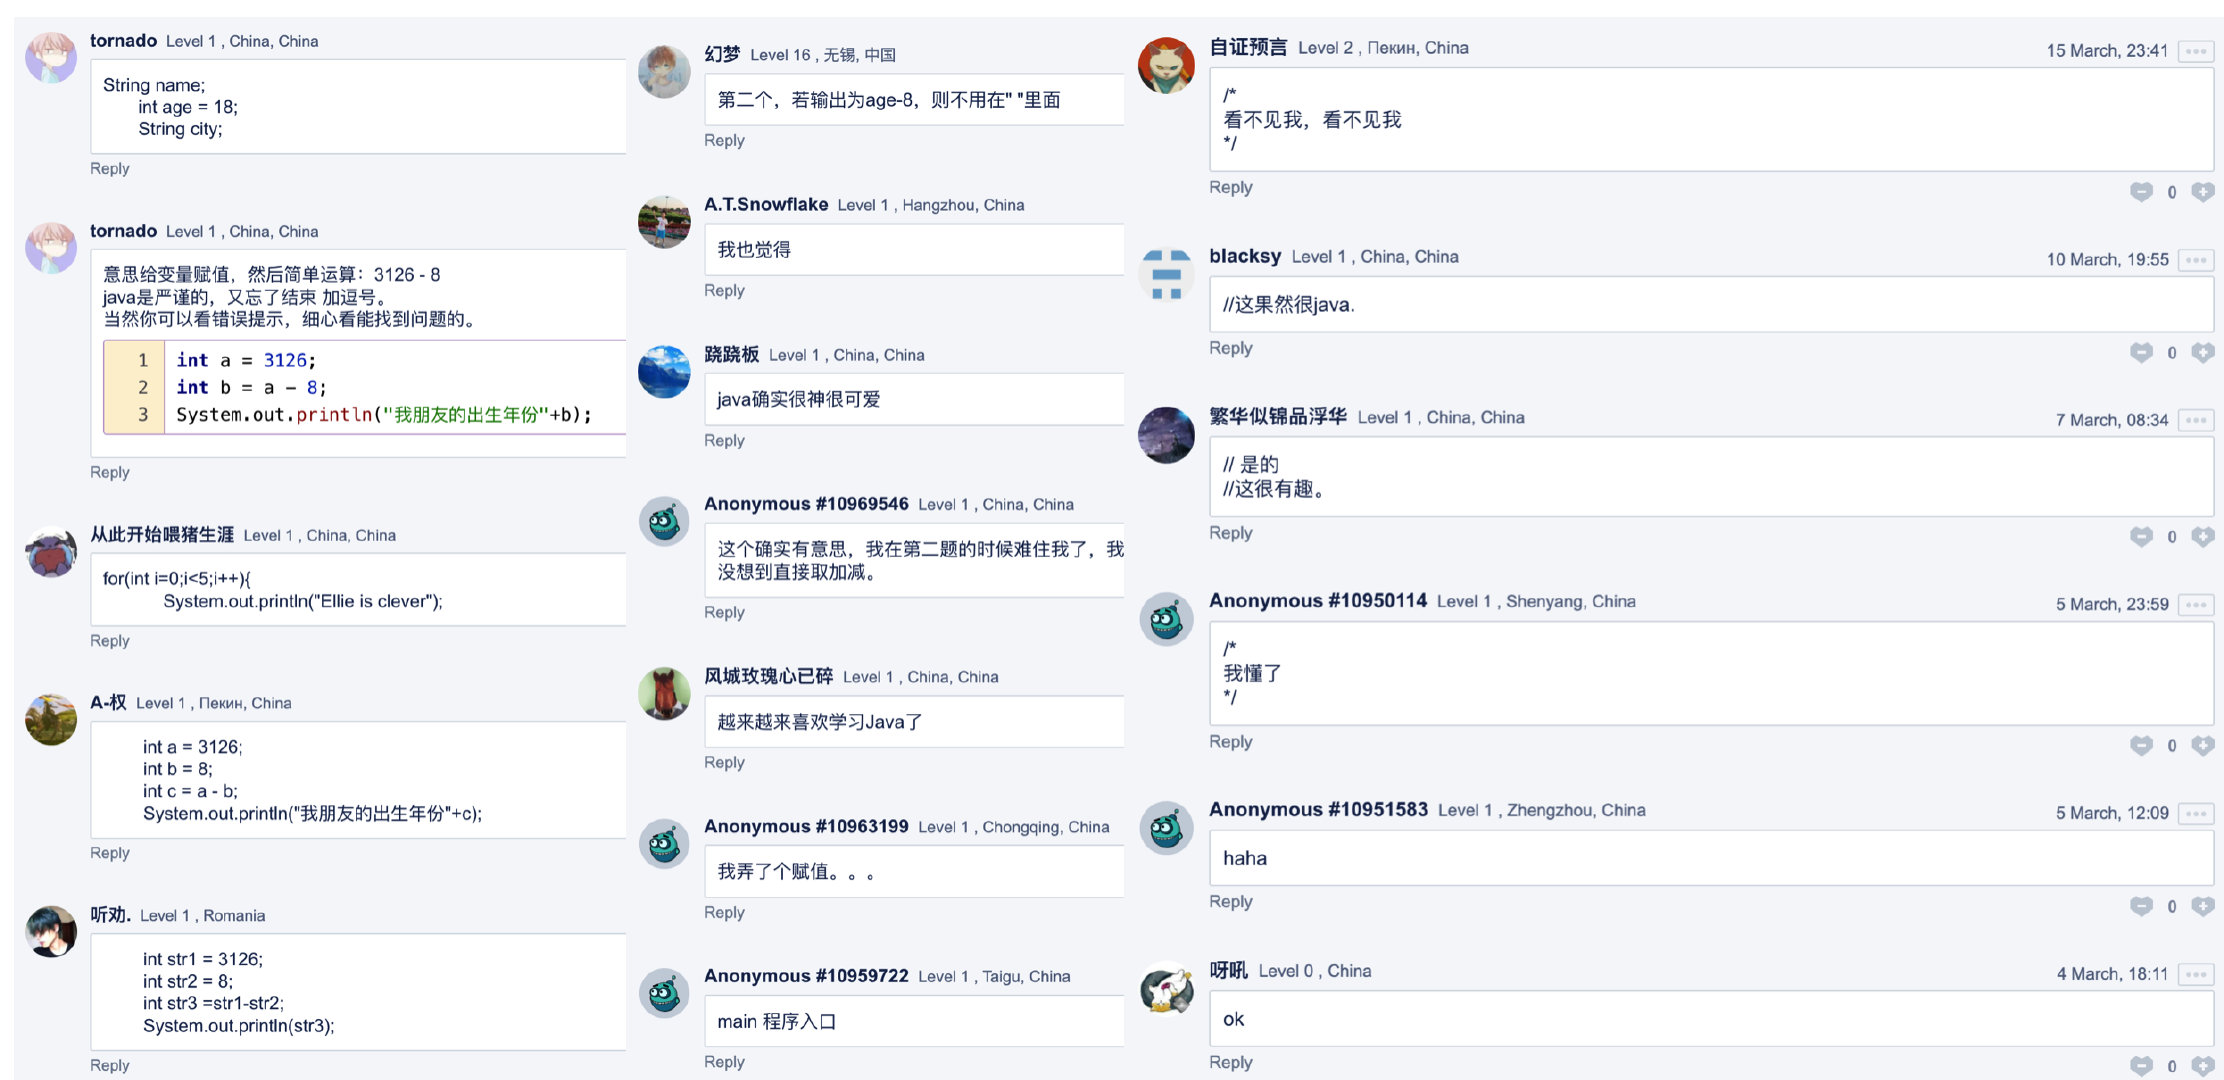 tornado Level 1 , China, China
String name;
int age = 18;
String city;
Reply
tornado Level 1 , China, China
意思给变量赋值，然后简单运算：3126 - 8
java是严谨的，又忘了结束 加逗号。
当然你可以看错误提示，细心看能找到问题的。
1 int a = 3126;
2 int b = a - 8;
3 System.out.println("我朋友的出生年份"+b);
Reply
从此开始喂猪生涯 Level 1 , China, China
for(int i=0;i<5;i++){
System.out.println("Ellie is clever");
Reply
A-权 Level 1 , Пекин, China
int a = 3126;
int b = 8;
int c = a - b;
System.out.println("我朋友的出生年份"+c);
Reply
听劝. Level 1 , Romania
int str1 = 3126;
int str2 = 8;
int str3 =str1-str2;
System.out.println(str3);
Reply
幻梦 Level 16 , 无锡, 中国
第二个，若输出为age-8，则不用在" "里面
Reply
A.T.Snowflake Level 1 , Hangzhou, China
我也觉得
Reply
跷跷板 Level 1 , China, China
java确实很神很可爱
Reply
Anonymous #10969546 Level 1 , China, China
这个确实有意思，我在第二题的时候难住我了，我
没想到直接取加减。
Reply
风城玫瑰心已碎 Level 1 , China, China
越来越来喜欢学习Java了
Reply
Anonymous #10963199 Level 1 , Chongqing, China
我弄了个赋值。。。
Reply
Anonymous #10959722 Level 1 , Taigu, China
main 程序入口
Reply
自证预言 Level 2 , Пекин, China 15 March, 23:41
/*
看不见我，看不见我
*/
Reply 0
blacksy Level 1 , China, China 10 March, 19:55
//这果然很java.
Reply 0
繁华似锦品浮华 Level 1 , China, China 7 March, 08:34
// 是的
//这很有趣。
Reply 0
Anonymous #10950114 Level 1 , Shenyang, China 5 March, 23:59
/*
我懂了
*/
Reply 0
Anonymous #10951583 Level 1 , Zhengzhou, China 5 March, 12:09
haha
Reply 0
呀吼 Level 0 , China 4 March, 18:11
ok
Reply 0